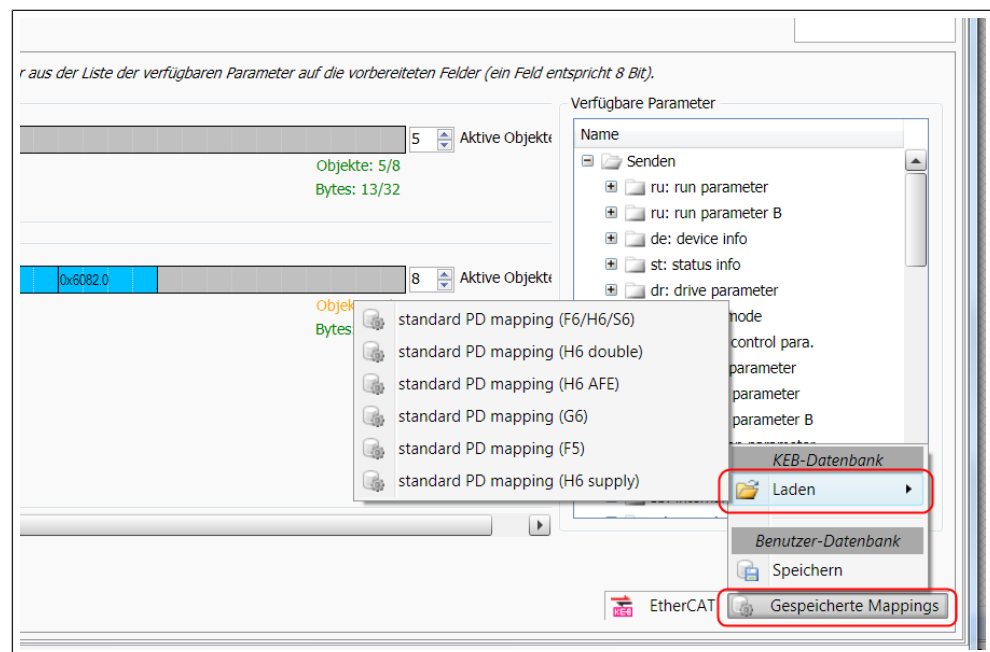 r aus der Liste der verfügbaren Parameter auf die vorbereiteten Felder (ein Feld entspricht 8 Bit).
Verfügbare Parameter
Name
5 Aktive Objekte
Objekte: 5/8
Bytes: 13/32
Senden
ru: run parameter
ru: run parameter B
de: device info
st: status info
dr: drive parameter
0x6082.0
8 Aktive Objekte
Objek
Bytes:
mode
control para.
parameter
parameter
parameter B
standard PD mapping (F6/H6/S6)
standard PD mapping (H6 double)
standard PD mapping (H6 AFE)
standard PD mapping (G6)
standard PD mapping (F5)
standard PD mapping (H6 supply)
KEB-Datenbank
Laden
Benutzer-Datenbank
Speichern
KEB
EtherCAT
Gespeicherte Mappings